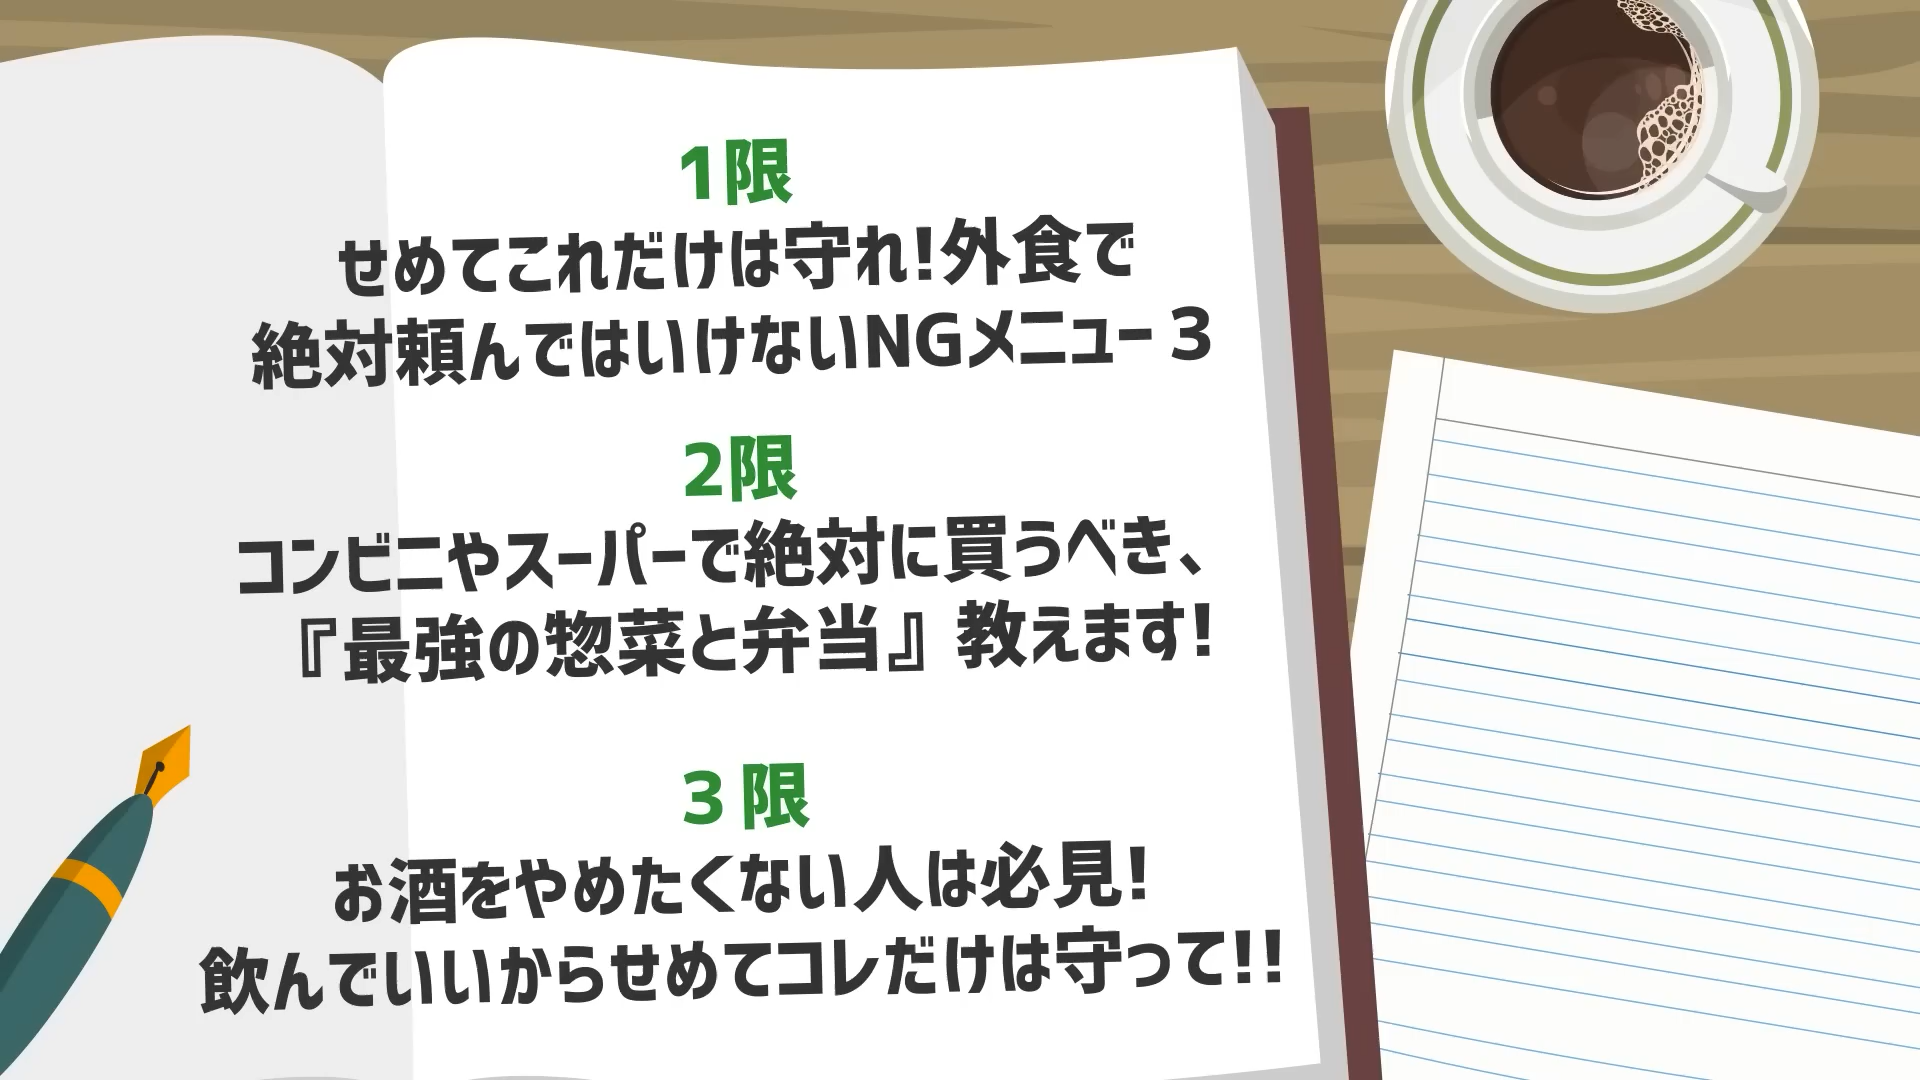 1限
せめてこれだけは守れ!外食で
絶対頼んではいけないNGメニュー３
2限
コンビニやスーパーで絶対に買うべき、
『最強の惣菜と弁当』教えます!
３限
お酒をやめたくない人は必見!
飲んでいいからせめてコレだけは守って!!